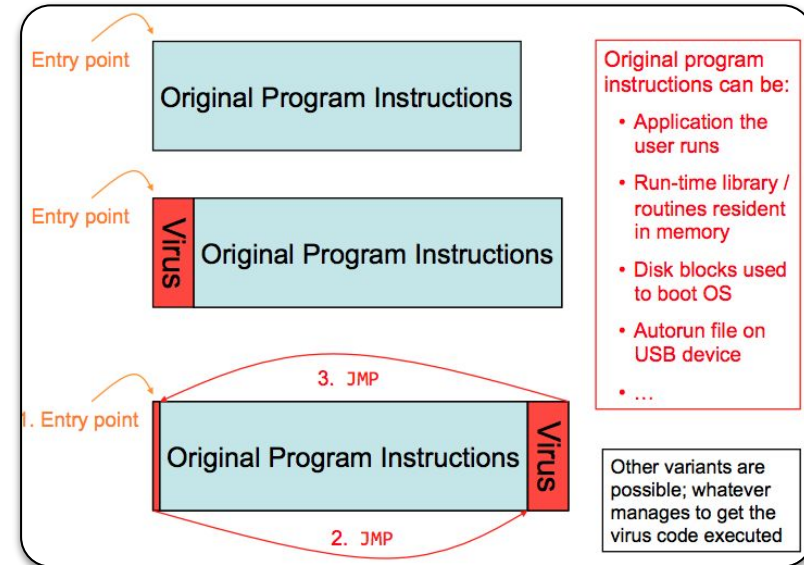 Entry point
Original Program Instructions
Entry point
Virus
Original Program Instructions
3. JMP
1. Entry point
Original Program Instructions
Virus
2. JMP
Original program
instructions can be:
• Application the
user runs
• Run-time library /
routines resident
in memory
• Disk blocks used
to boot OS
• Autorun file on
USB device
• ...
Other variants are
possible; whatever
manages to get the
virus code executed